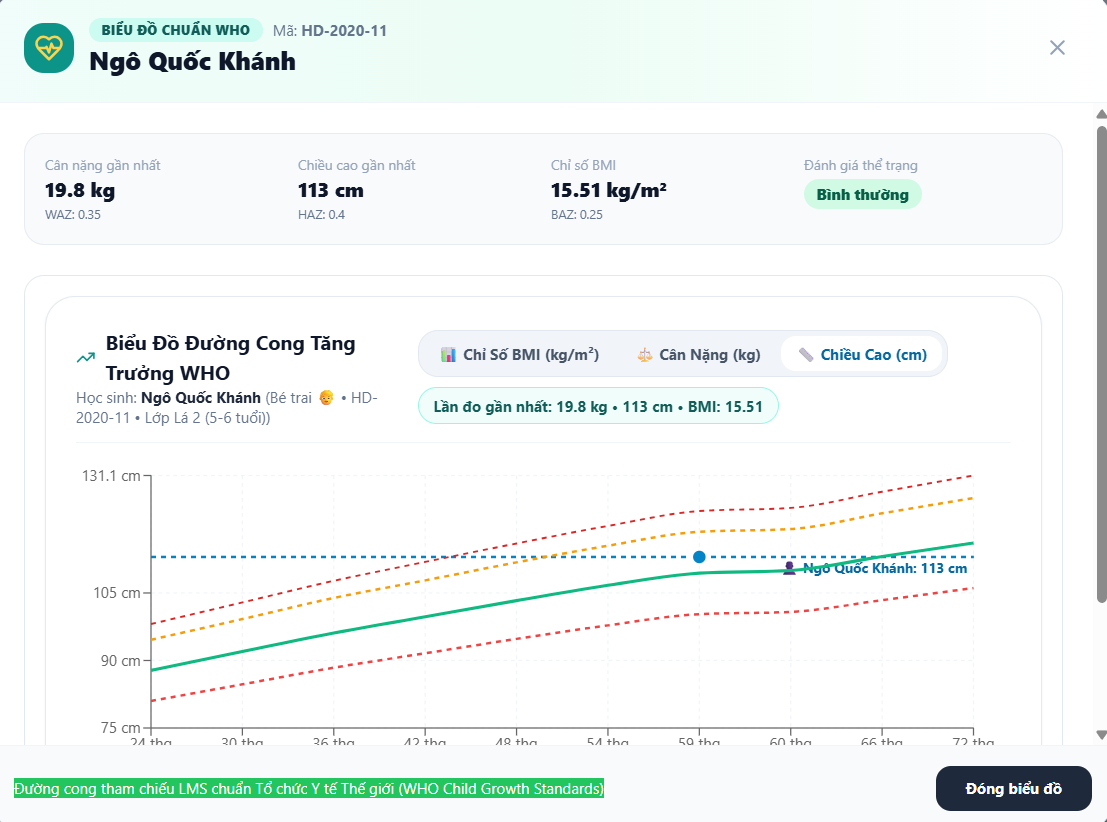 BIỂU ĐỒ CHUẨN WHO Mã: HD-2020-11
Ngô Quốc Khánh
Cân nặng gần nhất
19.8 kg
WAZ: 0.35
Chiều cao gần nhất
113 cm
HAZ: 0.4
Chỉ số BMI
15.51 kg/m²
BAZ: 0.25
Đánh giá thể trạng
Bình thường
Biểu Đồ Đường Cong Tăng
Trưởng WHO
Học sinh: Ngô Quốc Khánh (Bé trai 👦 • HD-
2020-11 • Lớp Lá 2 (5-6 tuổi))
📊 Chỉ Số BMI (kg/m²)
⚖️ Cân Nặng (kg)
📏 Chiều Cao (cm)
Lần đo gần nhất: 19.8 kg • 113 cm • BMI: 15.51
131.1 cm
105 cm
90 cm
75 cm
👤 Ngô Quốc Khánh: 113 cm
24 thg 30 thg 36 thg 42 thg 48 thg 54 thg 59 thg 60 thg 66 thg 72 thg
Đường cong tham chiếu LMS chuẩn Tổ chức Y tế Thế giới (WHO Child Growth Standards)
Đóng biểu đồ